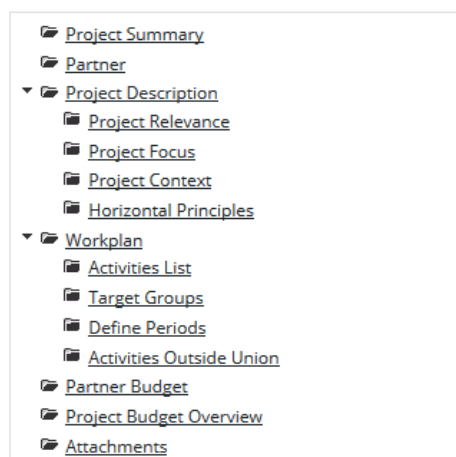 Project Summary
Partner
Project Description
Project Relevance
Project Focus
Project Context
Horizontal Principles
Workplan
Activities List
Target Groups
Define Periods
Activities Outside Union
Partner Budget
Project Budget Overview
Attachments